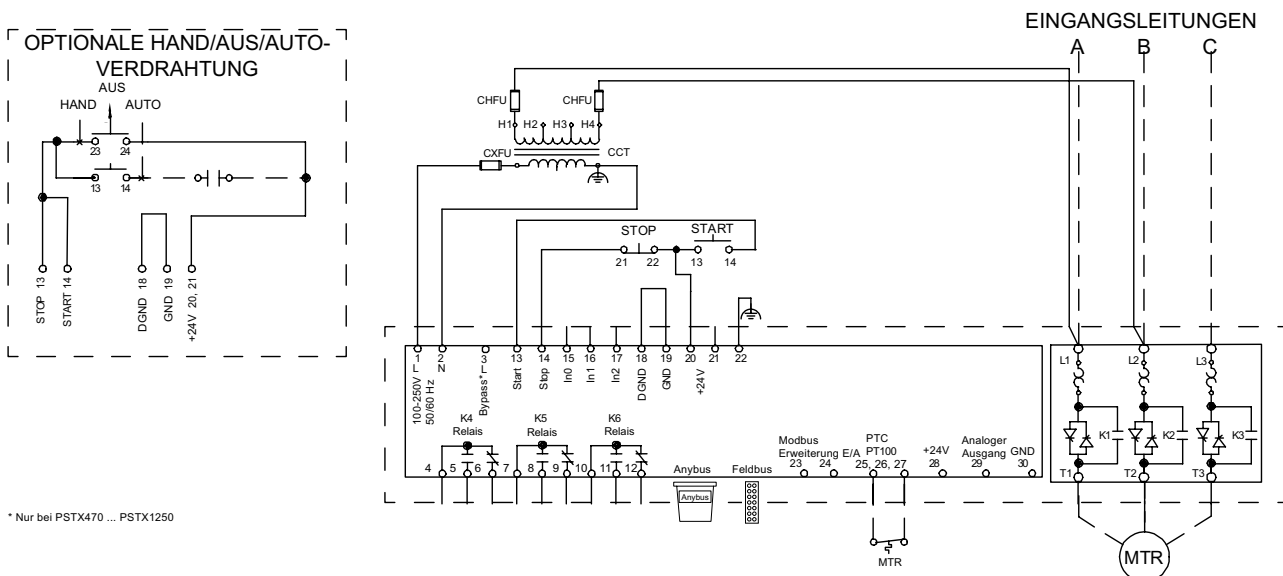 EINGANGSLEITUNGEN
A B C
OPTIONALE HAND/AUS/AUTO-
VERDRAHTUNG
AUS
HAND AUTO
23 24
13 14
STOP 13
START 14
DGND 18
GND 19
+24V 20, 21
CHFU CHFU
H1 H2 H3 H4
CXFU CCT
STOP START
21 22 13 14
1 2 3 13 14 15 16 17 18 19 20 21 22
L N
100-250V
50/60 Hz
Bypass* L
Start
Stop
In0
In1
In2
DGND
GND
+24V
K4
Relais
K5
Relais
K6
Relais
4 5 6 7 8 9 10 11 12
Anybus
Anybus
Feldbus
Modbus
Erweiterung E/A
23 24
PTC
PT100
25, 26, 27
+24V
28
Analoger
Ausgang
29
GND
30
L1 L2 L3
K1 K2 K3
T1 T2 T3
MTR
MTR
* Nur bei PSTX470 ... PSTX1250